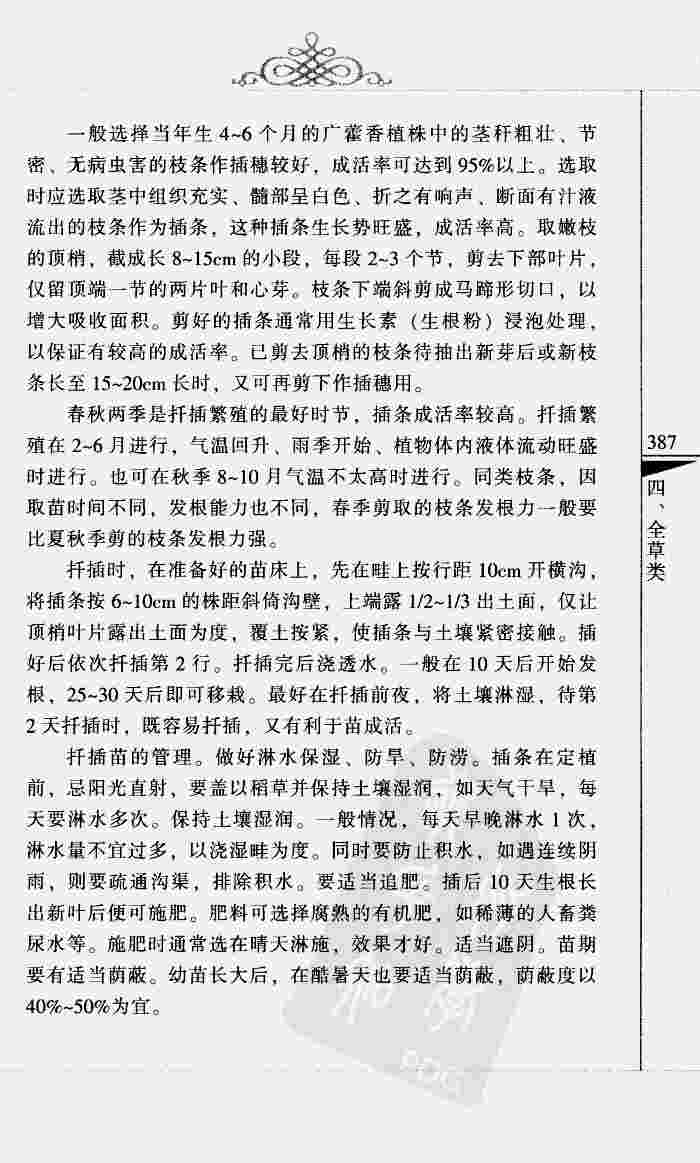 一般选择当年生 4~6 个月的广藿香植株中的茎秆粗壮、节
密、无病虫害的枝条作插穗较好，成活率可达到 95%以上。选取
时应选取茎中组织充实、髓部呈白色、折之有响声、断面有汁液
流出的枝条作为插条，这种插条生长势旺盛，成活率高。取嫩枝
的顶梢，截成长 8~15cm 的小段，每段 2~3 个节，剪去下部叶片，
仅留顶端一节的两片叶和心芽。枝条下端斜剪成马蹄形切口，以
增大吸收面积。剪好的插条通常用生长素（生根粉）浸泡处理，
以保证有较高的成活率。已剪去顶梢的枝条待抽出新芽后或新枝
条长至 15~20cm 长时，又可再剪下作插穗用。
春秋两季是扦插繁殖的最好时节，插条成活率较高。扦插繁
殖在 2~6 月进行，气温回升、雨季开始、植物体内液体流动旺盛
时进行。也可在秋季 8~10 月气温不太高时进行。同类枝条，因
取苗时间不同，发根能力也不同，春季剪取的枝条发根力一般要
比夏秋季剪的枝条发根力强。
扦插时，在准备好的苗床上，先在畦上按行距 10cm 开横沟，
将插条按 6~10cm 的株距斜倚沟壁，上端露 1/2~1/3 出土面，仅让
顶梢叶片露出土面为度，覆土按紧，使插条与土壤紧密接触。插
好后依次扦插第 2 行。扦插完后浇透水。一般在 10 天后开始发
根，25~30 天后即可移栽。最好在扦插前夜，将土壤淋湿，待第
2 天扦插时，既容易扦插，又有利于苗成活。
扦插苗的管理。做好淋水保湿、防旱、防涝。插条在定植
前，忌阳光直射，要盖以稻草并保持土壤湿润，如天气干旱，每
天要淋水多次。保持土壤湿润。一般情况，每天早晚淋水 1 次，
淋水量不宜过多，以浇湿畦为度。同时要防止积水，如遇连续阴
雨，则要疏通沟渠，排除积水。要适当追肥。插后 10 天生根长
出新叶后便可施肥。肥料可选择腐熟的有机肥，如稀薄的人畜粪
尿水等。施肥时通常选在晴天淋施，效果才好。适当遮阴。苗期
要有适当荫蔽。幼苗长大后，在酷暑天也要适当荫蔽，荫蔽度以
40%~50%为宜。
387
四、全草类
PDG